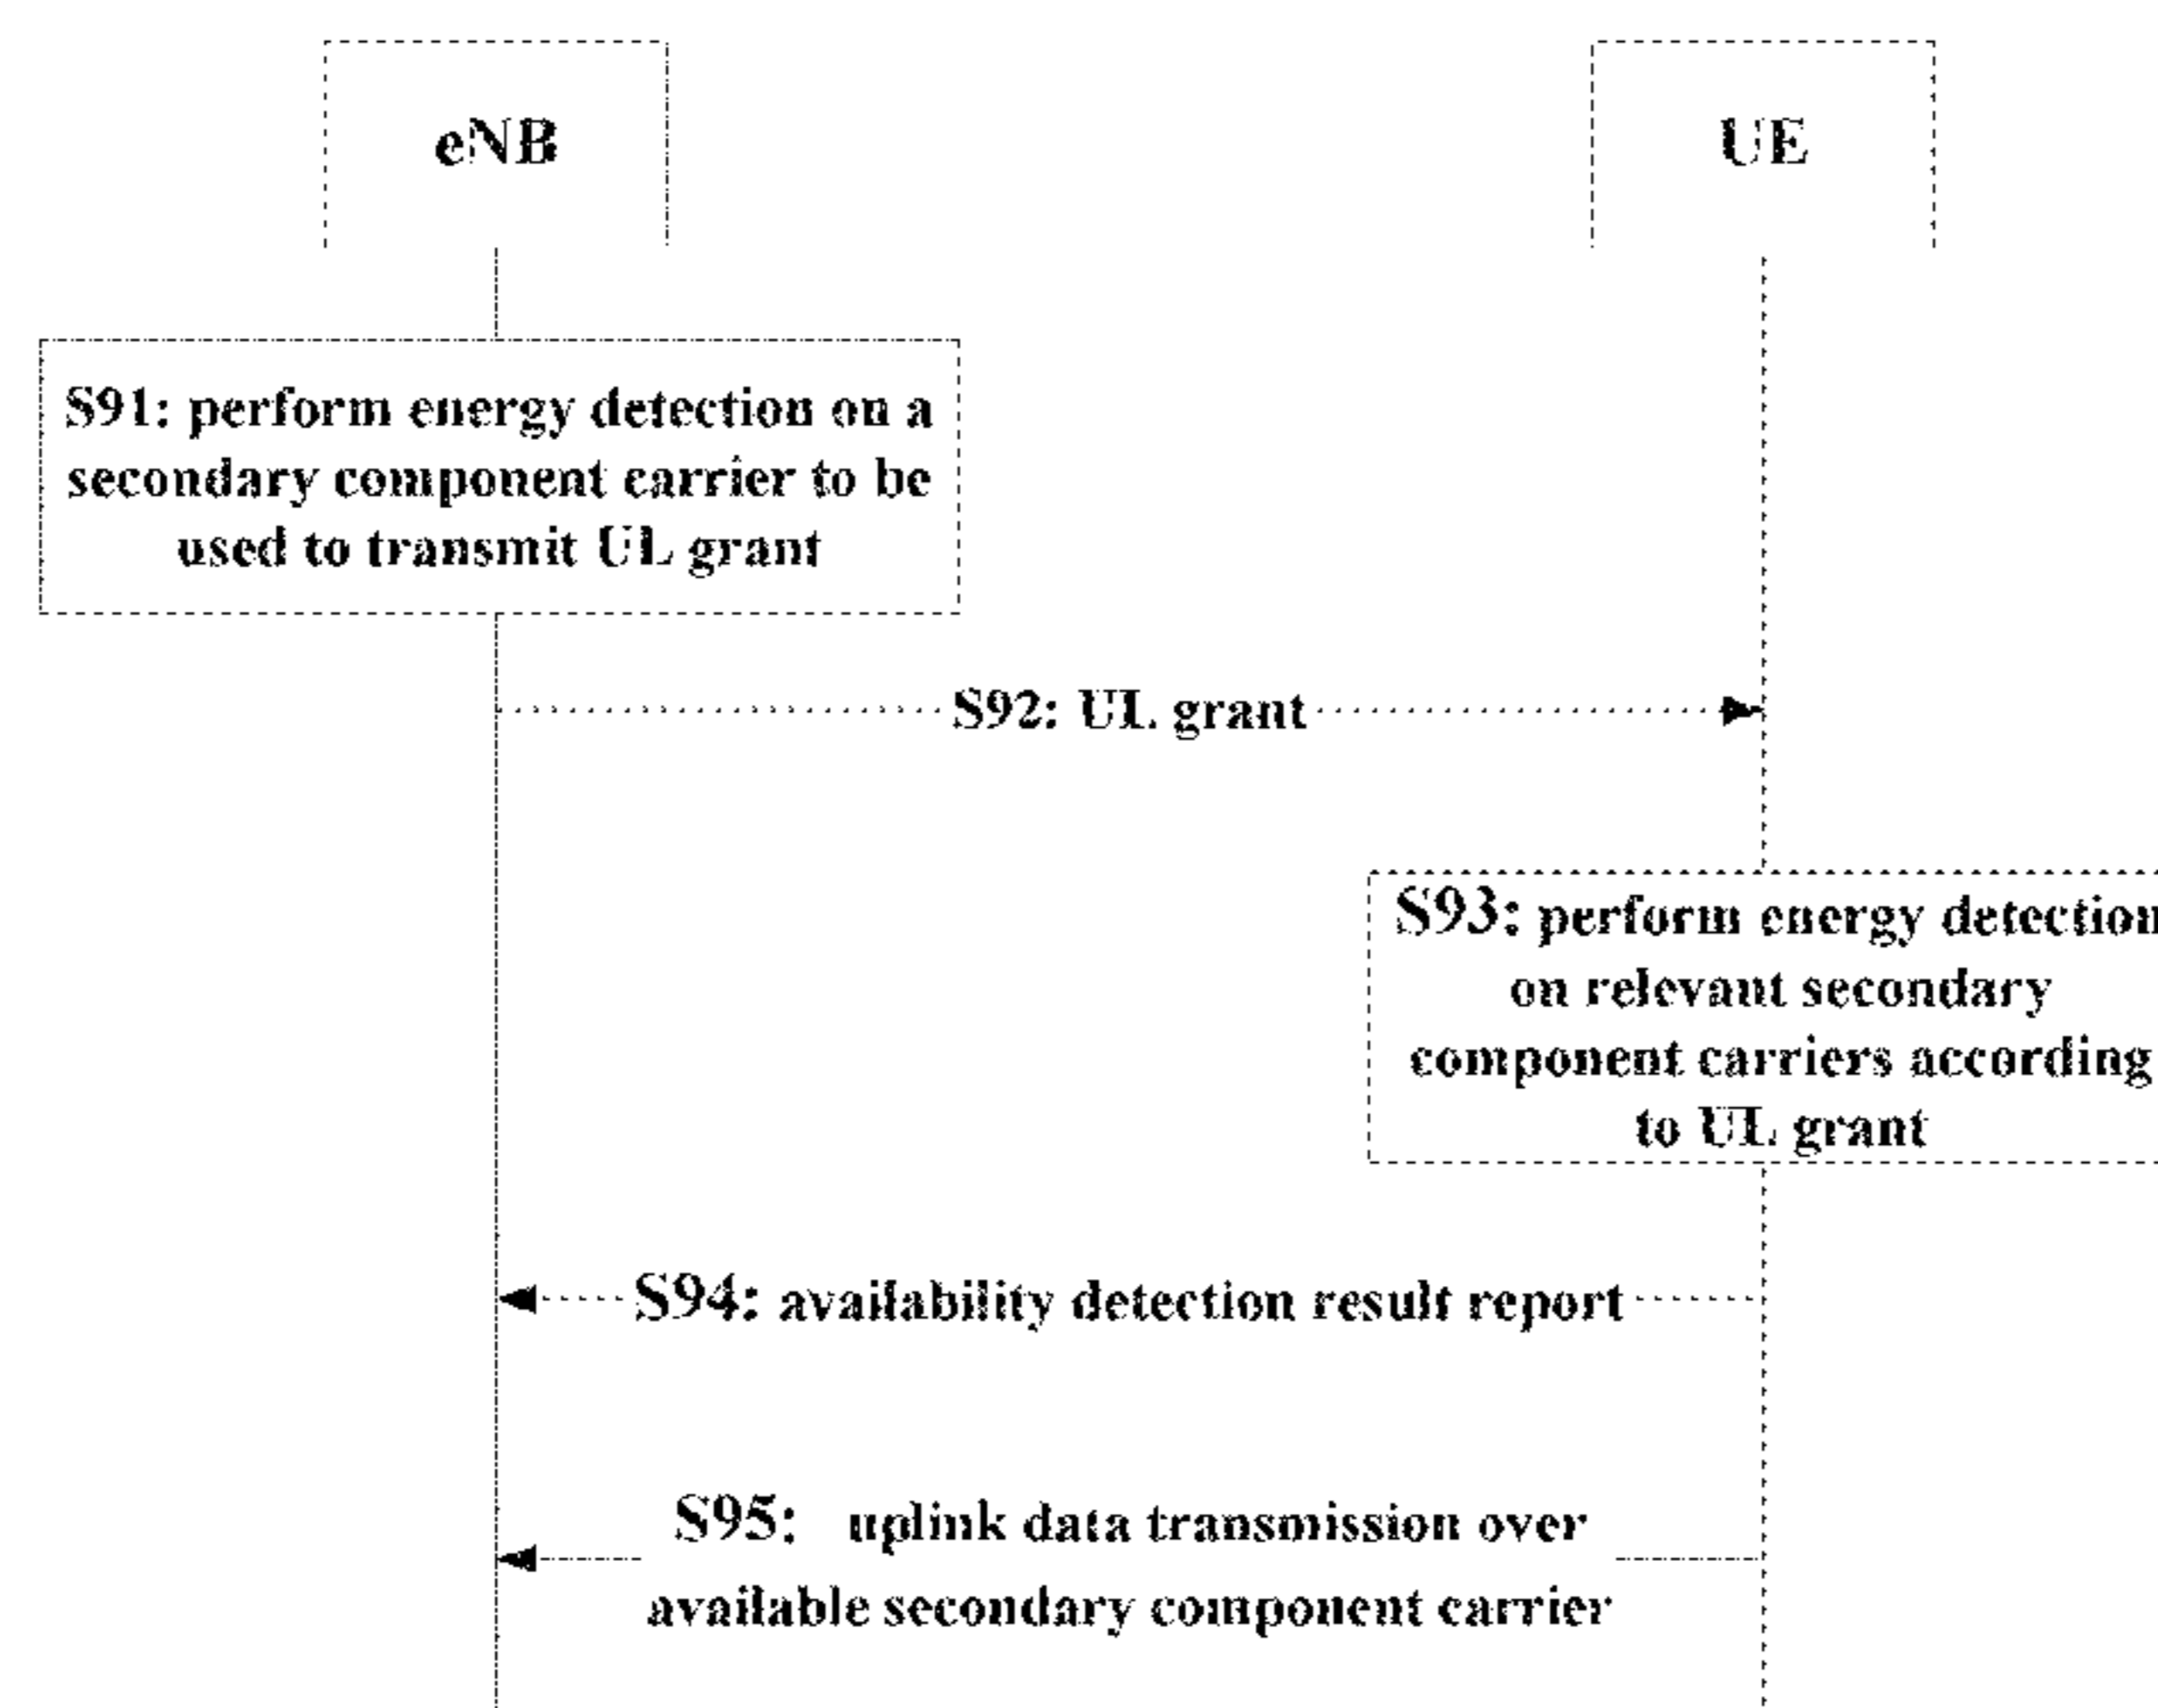 eNB
UE
S91: perform energy detection on a
secondary component carrier to be
used to transmit UL grant
S92: UL grant
S93: perform energy detection
on relevant secondary
component carriers according
to UL grant
S94: availability detection result report
S95: uplink data transmission over
available secondary component carrier